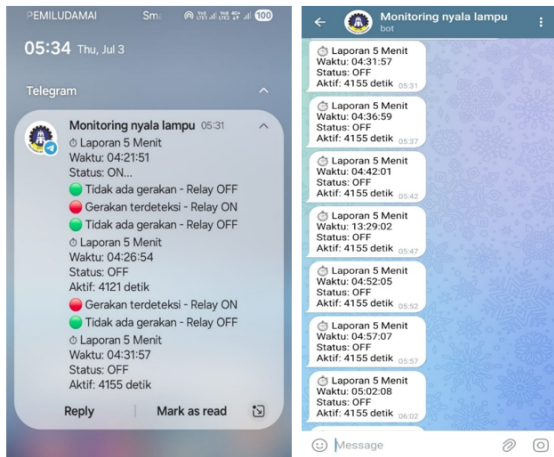 PEMILUDAMAI
Sma
100
05:34 Thu, Jul 3
Telegram
Monitoring nyala lampu 05:31
Laporan 5 Menit
Waktu: 04:21:51
Status: ON...
Tidak ada gerakan - Relay OFF
Gerakan terdeteksi - Relay ON
Tidak ada gerakan - Relay OFF
Laporan 5 Menit
Waktu: 04:26:54
Status: OFF
Aktif: 4121 detik
Gerakan terdeteksi - Relay ON
Tidak ada gerakan - Relay OFF
Laporan 5 Menit
Waktu: 04:31:57
Status: OFF
Aktif: 4155 detik
Reply
Mark as read
Monitoring nyala lampu
bot
Laporan 5 Menit
Waktu: 04:31:57
Status: OFF
Aktif: 4155 detik 05:31
Laporan 5 Menit
Waktu: 04:36:59
Status: OFF
Aktif: 4155 detik 05:37
Laporan 5 Menit
Waktu: 04:42:01
Status: OFF
Aktif: 4155 detik 05:42
Laporan 5 Menit
Waktu: 13:29:02
Status: OFF
Aktif: 4155 detik 05:47
Laporan 5 Menit
Waktu: 04:52:05
Status: OFF
Aktif: 4155 detik 05:52
Laporan 5 Menit
Waktu: 04:57:07
Status: OFF
Aktif: 4155 detik 05:57
Laporan 5 Menit
Waktu: 05:02:08
Status: OFF
Aktif: 4155 detik 06:02
Message